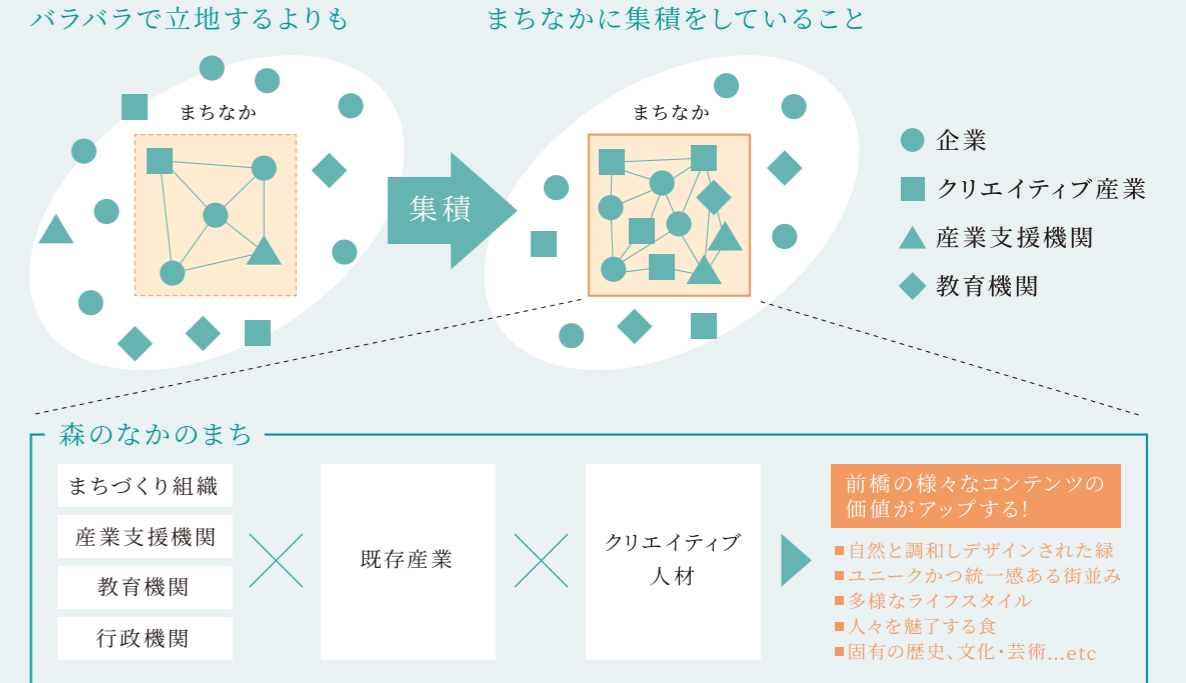 バラバラで立地するよりも
まちなかに集積をしていること
まちなか
集積
まちなか
企業
クリエイティブ産業
産業支援機関
教育機関
森のなかのまち
まちづくり組織
産業支援機関
教育機関
行政機関
既存産業
クリエイティブ
人材
前橋の様々なコンテンツの
価値がアップする!
■自然と調和しデザインされた緑
■ユニークかつ統一感ある街並み
■多様なライフスタイル
■人々を魅了する食
■固有の歴史、文化・芸術...etc